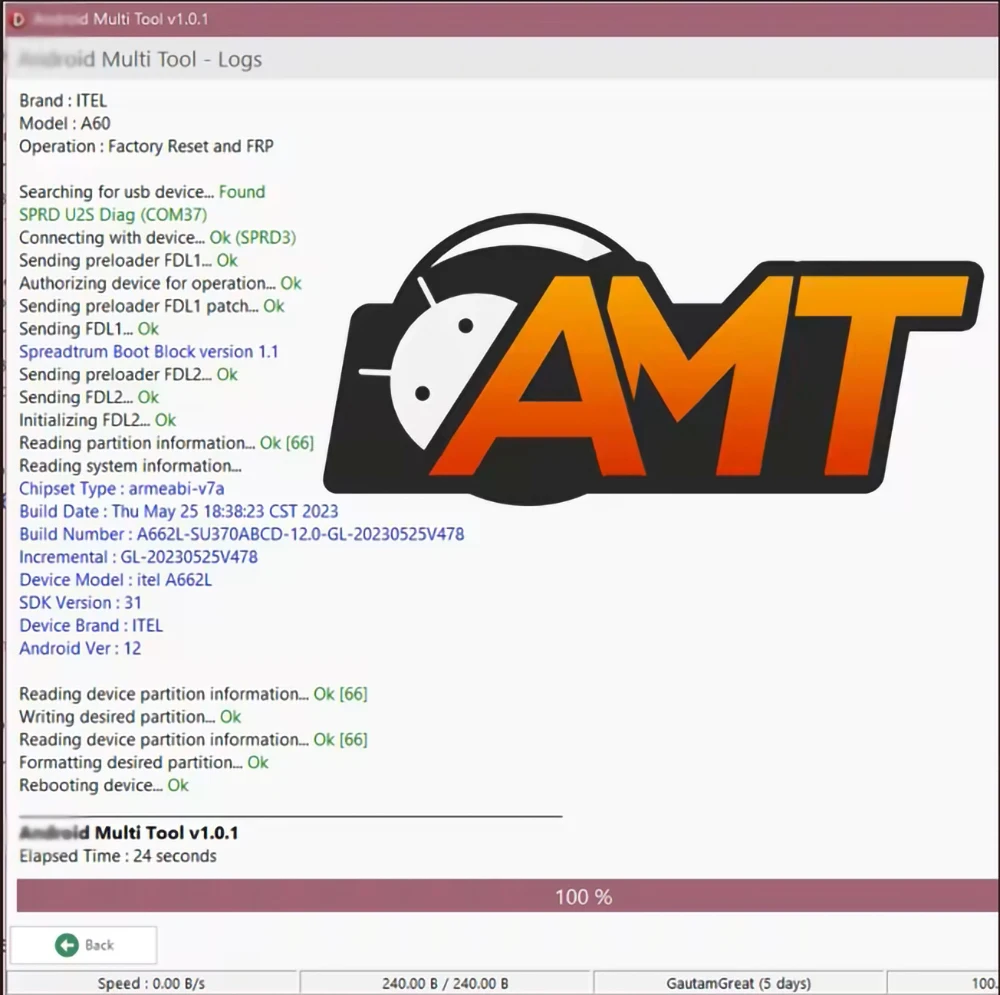 Android Multi Tool v1.0.1
Android Multi Tool - Logs
Brand : ITEL
Model : A60
Operation : Factory Reset and FRP
Searching for usb device... Found
SPRD U2S Diag (COM37)
Connecting with device... Ok (SPRD3)
Sending preloader FDL1... Ok
Authorizing device for operation... Ok
Sending preloader FDL1 patch... Ok
Sending FDL1... Ok
Spreadtrum Boot Block version 1.1
Sending preloader FDL2... Ok
Sending FDL2... Ok
Initializing FDL2... Ok
Reading partition information... Ok [66]
Reading system information...
Chipset Type : armeabi-v7a
Build Date : Thu May 25 18:38:23 CST 2023
Build Number : A662L-SU370ABCD-12.0-GL-20230525V478
Incremental : GL-20230525V478
Device Model : itel A662L
SDK Version : 31
Device Brand : ITEL
Android Ver : 12
AMT
Reading device partition information... Ok [66]
Writing desired partition... Ok
Reading device partition information... Ok [66]
Formatting desired partition... Ok
Rebooting device... Ok
Android Multi Tool v1.0.1
Elapsed Time : 24 seconds
100 %
Back
Speed : 0.00 B/s
240.00 B / 240.00 B
GautamGreat (5 days)
100.